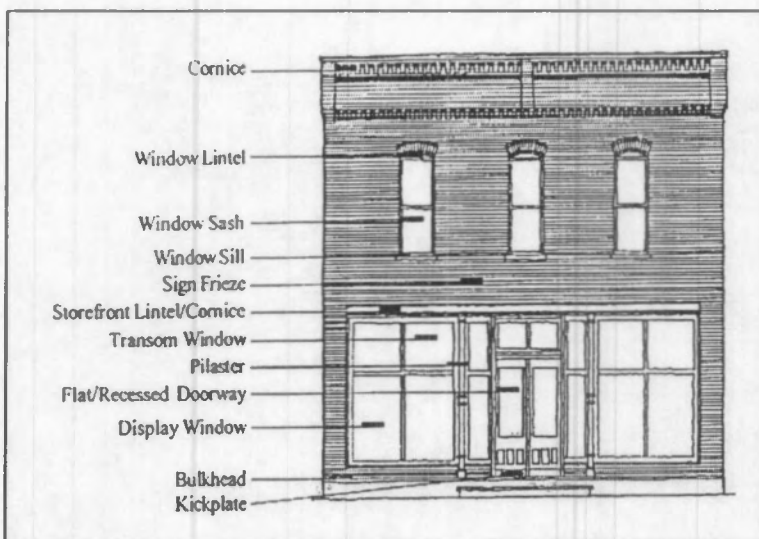 Cornice
Window Lintel
Window Sash
Window Sill
Sign Frieze
Storefront Lintel/Cornice
Transom Window
Pilaster
Flat/Recessed Doorway
Display Window
Bulkhead
Kickplate